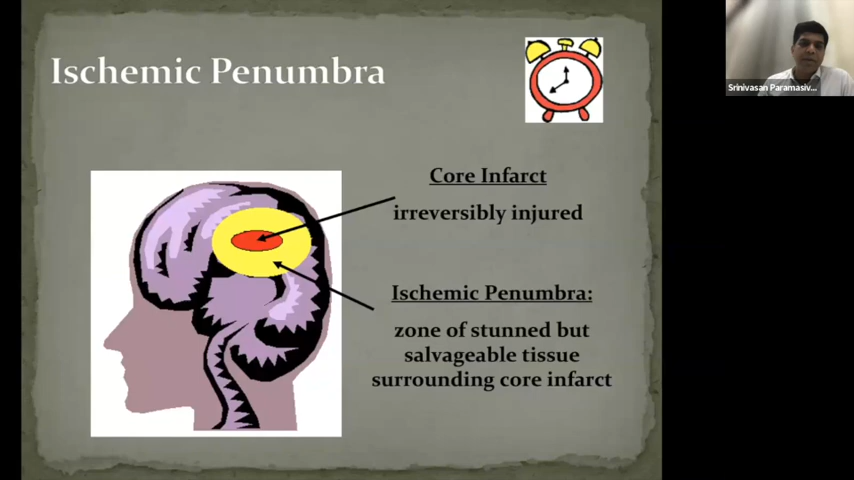 Ischemic Penumbra
Srinivasan Paramasiv...
Core Infarct
irreversibly injured
Ischemic Penumbra:
zone of stunned but
salvageable tissue
surrounding core infarct